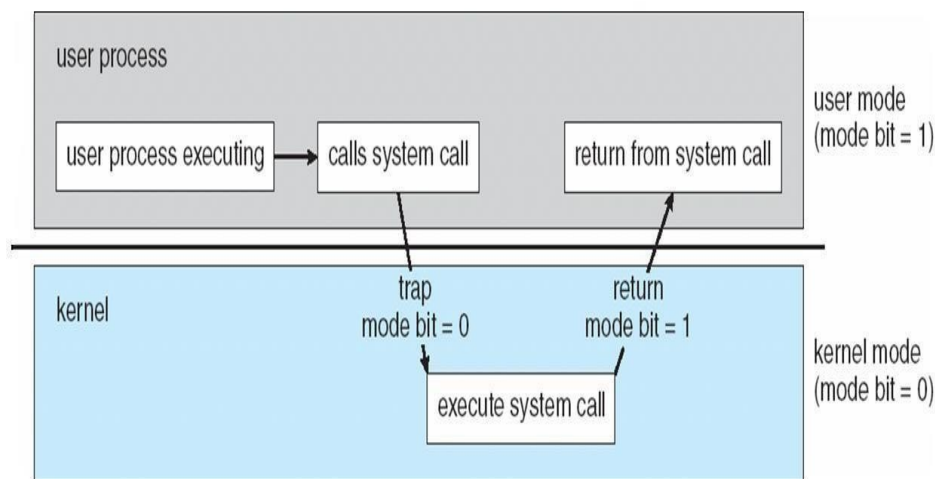 user process
user process executing
calls system call
return from system call
user mode
(mode bit = 1)
kernel
trap
mode bit = 0
return
mode bit = 1
execute system call
kernel mode
(mode bit = 0)